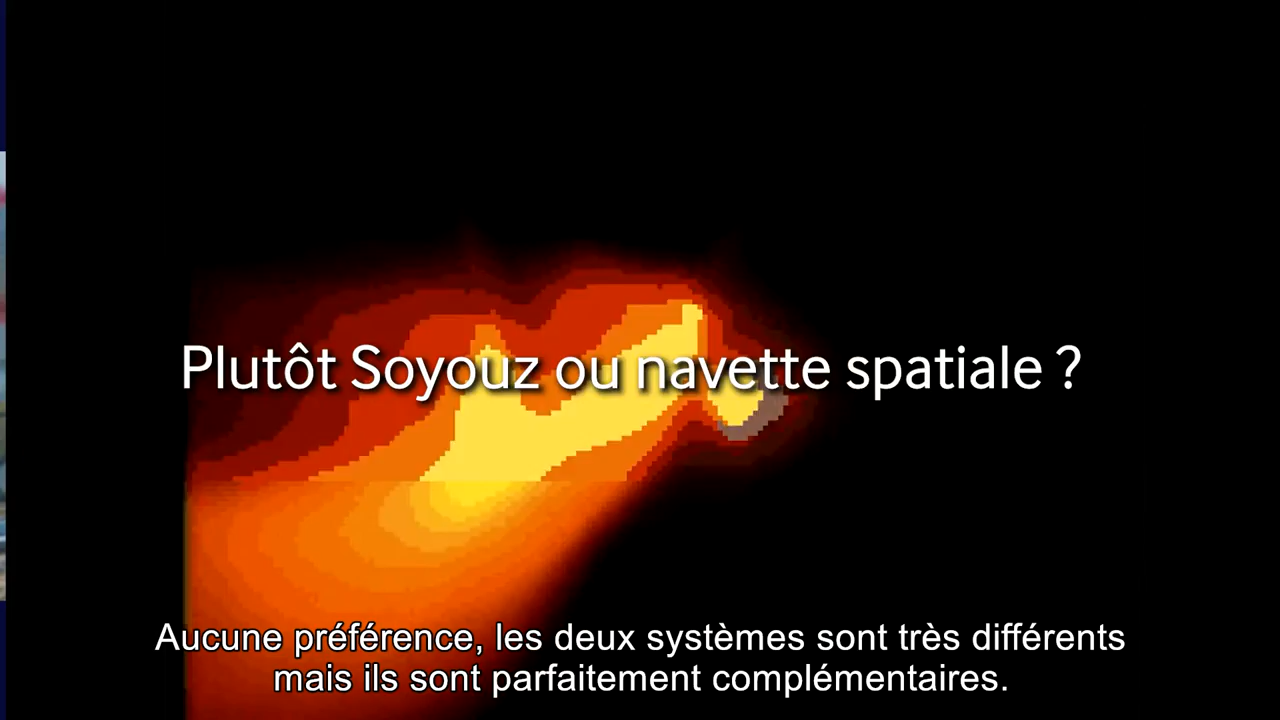 Plutôt Soyouz ou navette spatiale ?
Aucune préférence, les deux systèmes sont très différents
mais ils sont parfaitement complémentaires.